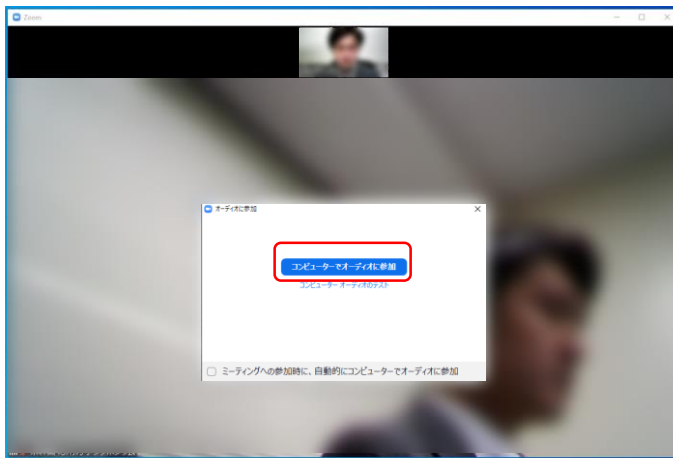 Zoom
オーディオに参加
コンピューターでオーディオに参加
コンピューター オーディオのテスト
ミーティングへの参加時に、自動的にコンピューターでオーディオに参加